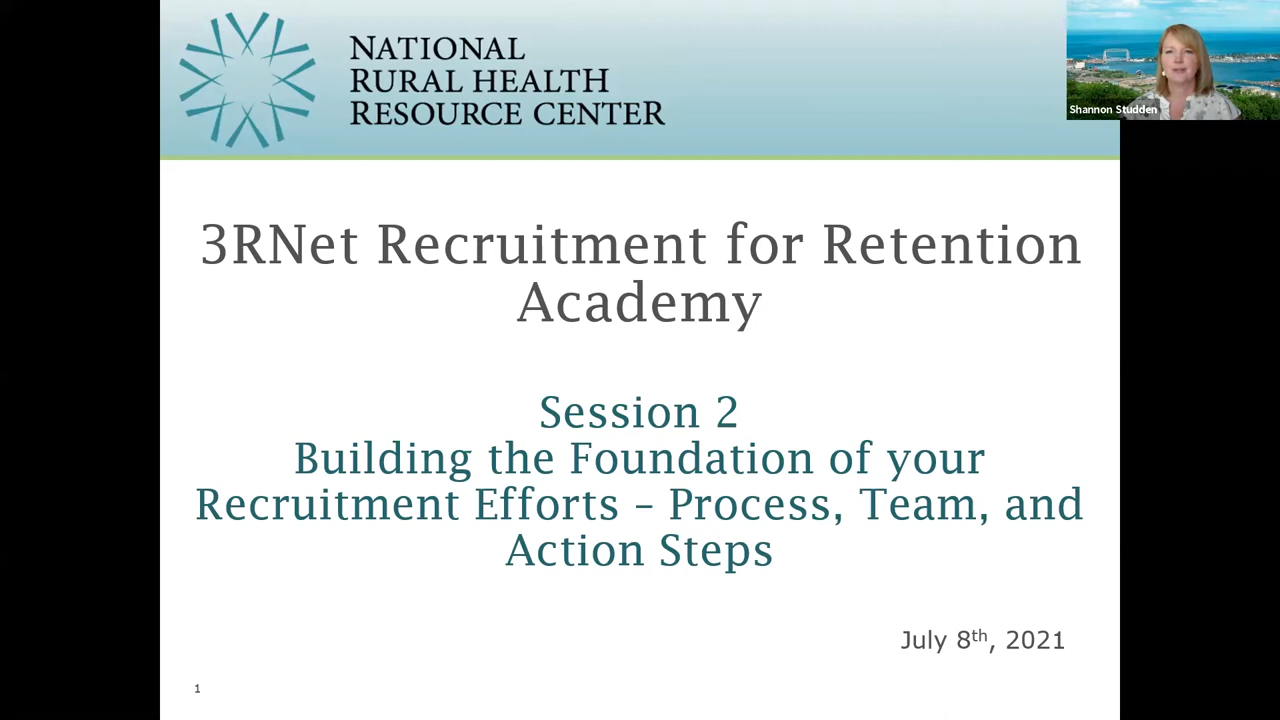 NATIONAL
RURAL HEALTH
RESOURCE CENTER
Shannon Studden
3RNet Recruitment for Retention
Academy
Session 2
Building the Foundation of your
Recruitment Efforts – Process, Team, and
Action Steps
July 8th, 2021
1